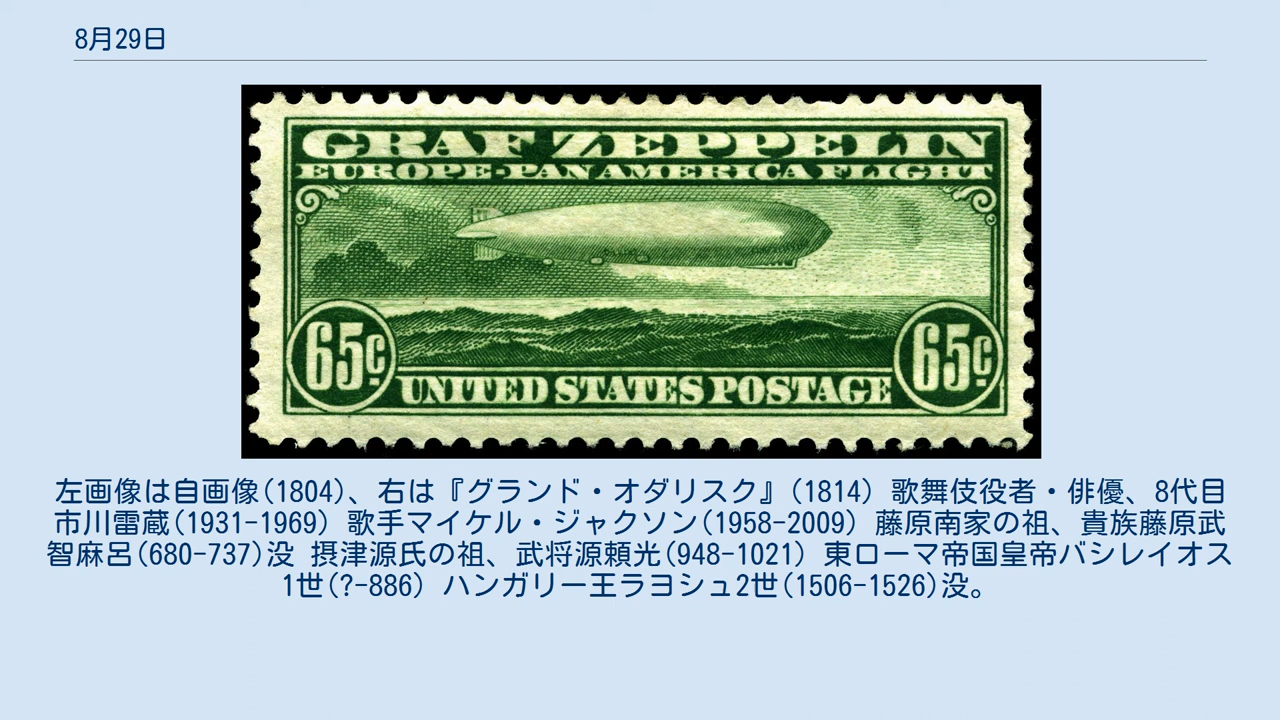 8月29日
GRAF ZEPPELIN
EUROPE-PAN AMERICA FLIGHT
65¢ 65¢
UNITED STATES POSTAGE
左画像は自画像(1804)、右は『グランド・オダリスク』(1814) 歌舞伎役者・俳優、8代目
市川雷蔵(1931-1969) 歌手マイケル・ジャクソン(1958-2009) 藤原南家の祖、貴族藤原武
智麻呂(680-737)没 摂津源氏の祖、武将源頼光(948-1021) 東ローマ帝国皇帝バシレイオス
1世(?-886) ハンガリー王ラヨシュ2世(1506-1526)没。